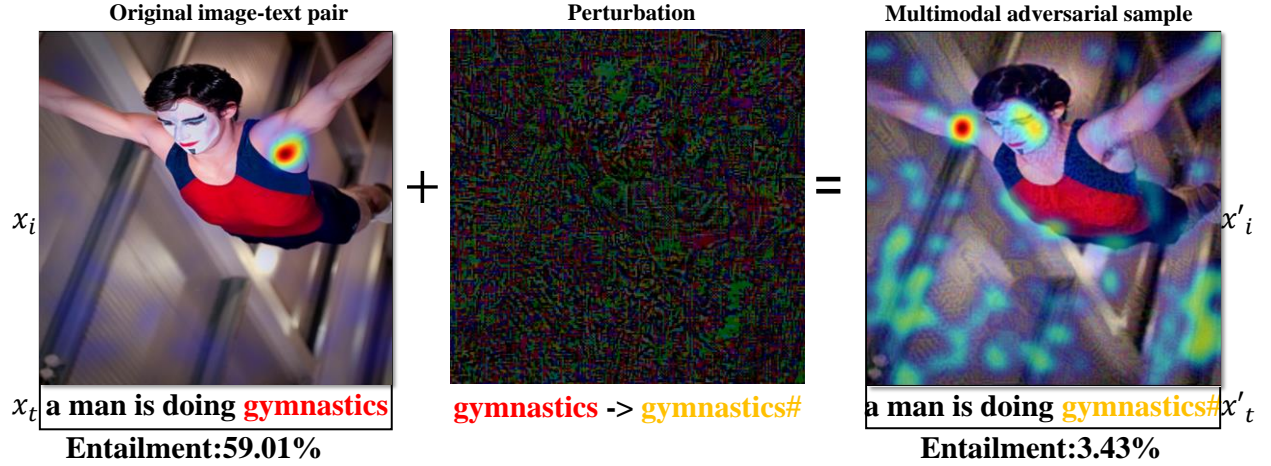 Original image-text pair
Perturbation
Multimodal adversarial sample
+
=
x_i
x'_i
x_t
a man is doing gymnastics
gymnastics -> gymnastics#
a man is doing gymnastics#
x'_t
Entailment:59.01%
Entailment:3.43%